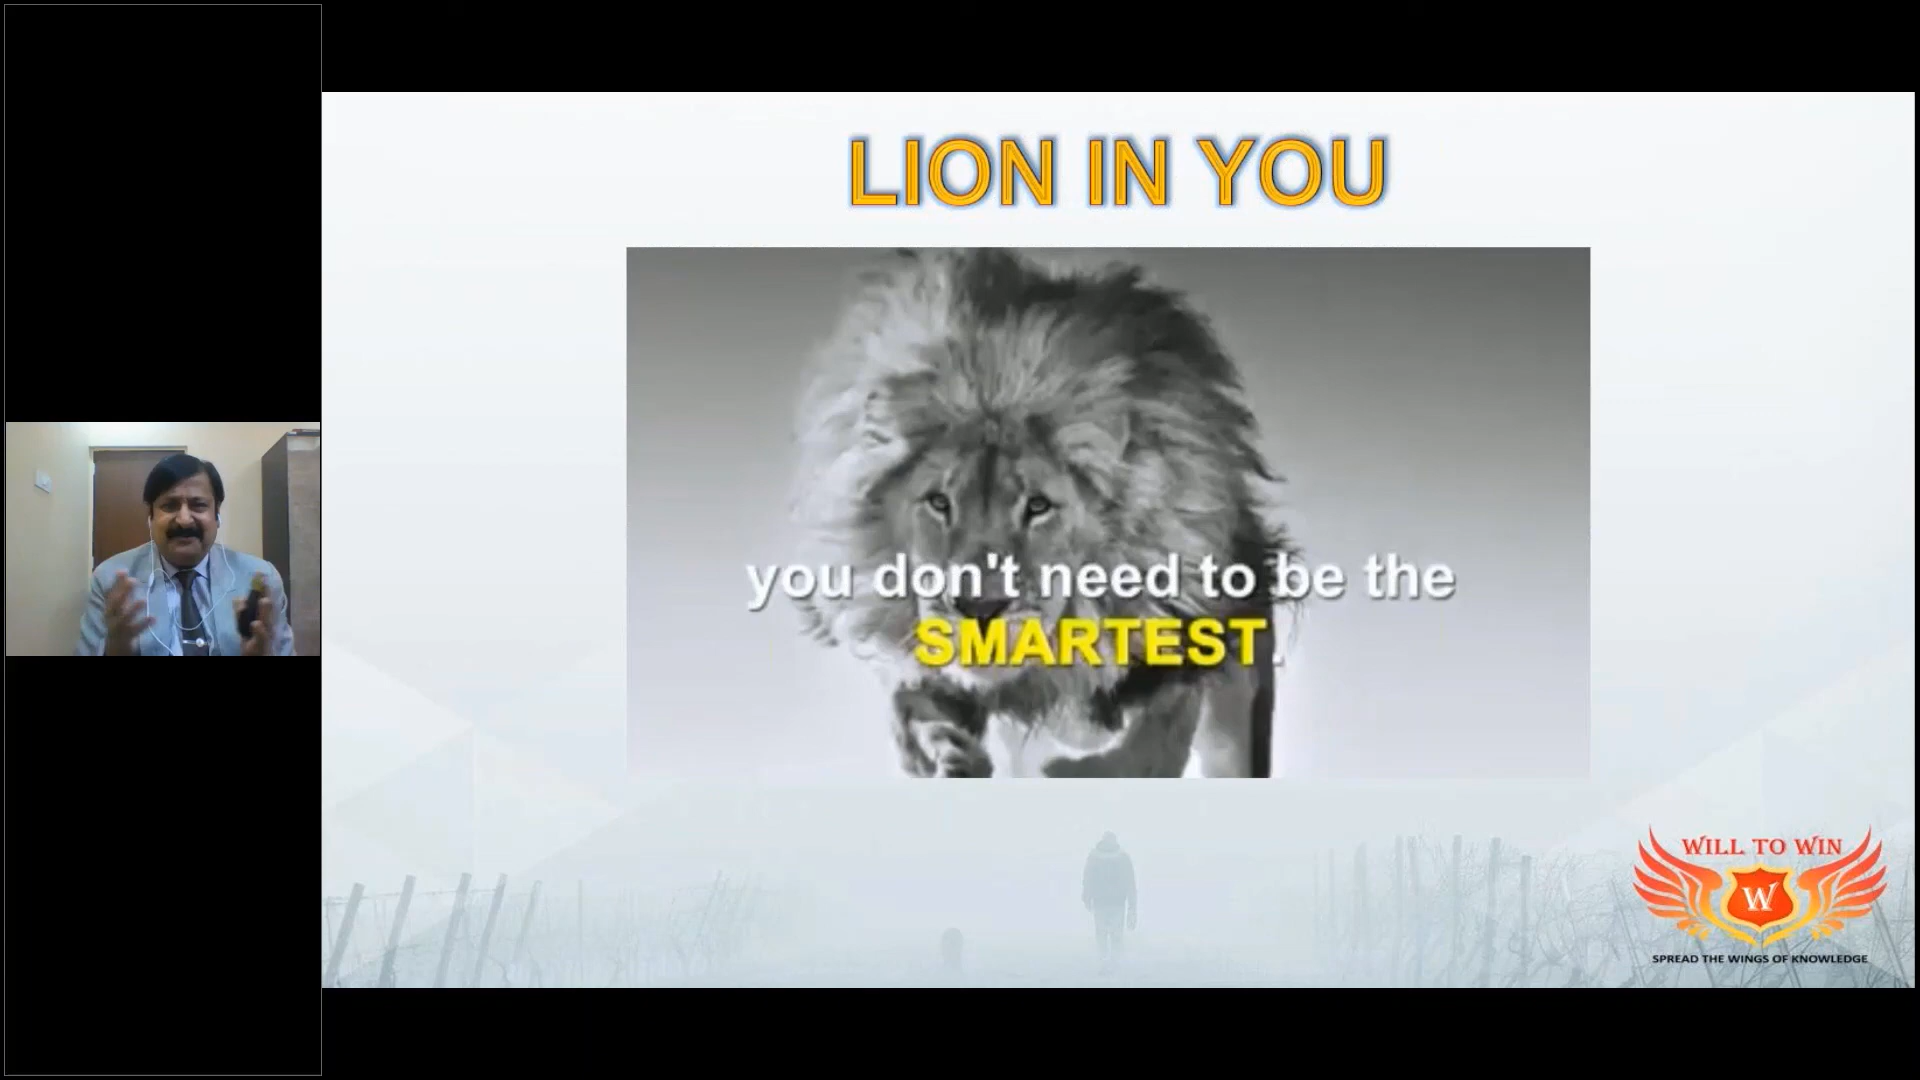 LION IN YOU
you don't need to be the
SMARTEST.
WILL TO WIN
W
SPREAD THE WINGS OF KNOWLEDGE